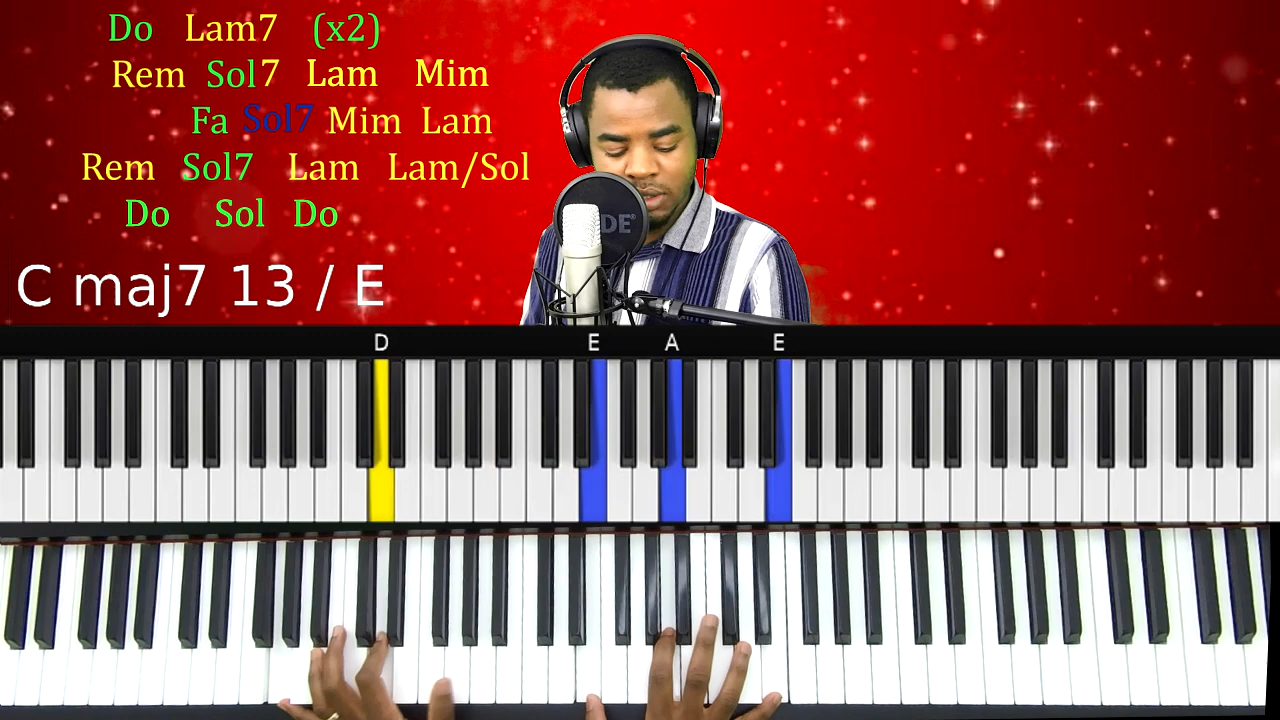 Do Lam7 (x2)
Rem Sol7 Lam Mim
Fa Sol7 Mim Lam
Rem Sol7 Lam Lam/Sol
Do Sol Do
DE
C maj7 13 / E
D E A E